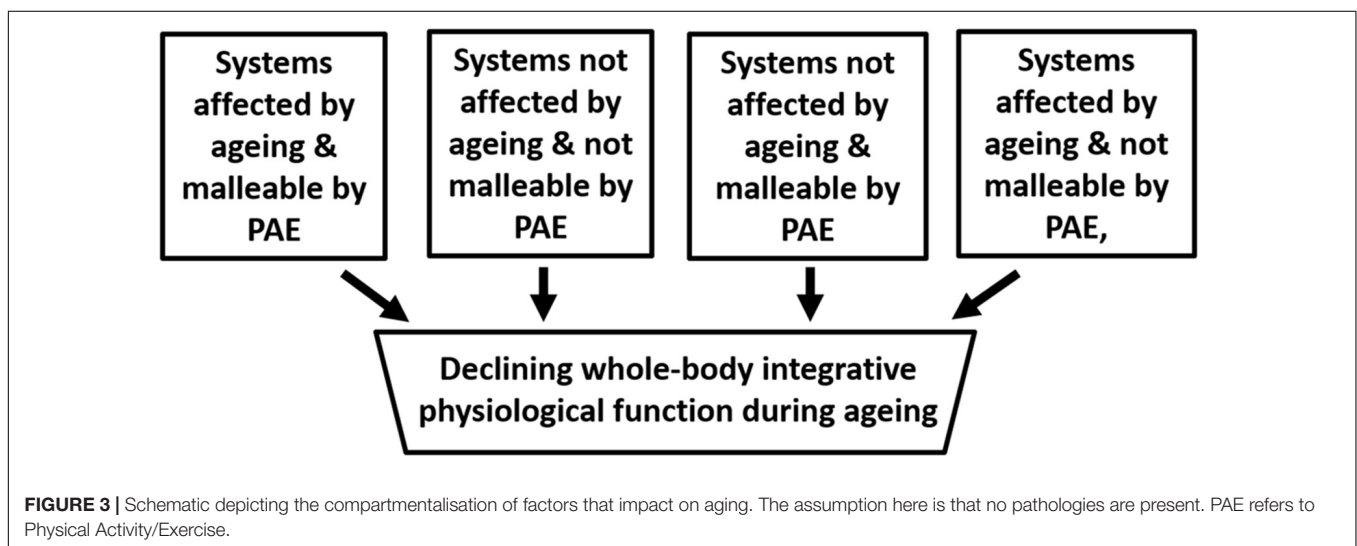 Systems
affected by
ageing &
malleable by
PAE
Systems not
affected by
ageing & not
malleable by
PAE
Systems not
affected by
ageing &
malleable by
PAE
Systems
affected by
ageing & not
malleable by
PAE,
Declining whole-body integrative
physiological function during ageing
FIGURE 3 | Schematic depicting the compartmentalisation of factors that impact on aging. The assumption here is that no pathologies are present. PAE refers to
Physical Activity/Exercise.